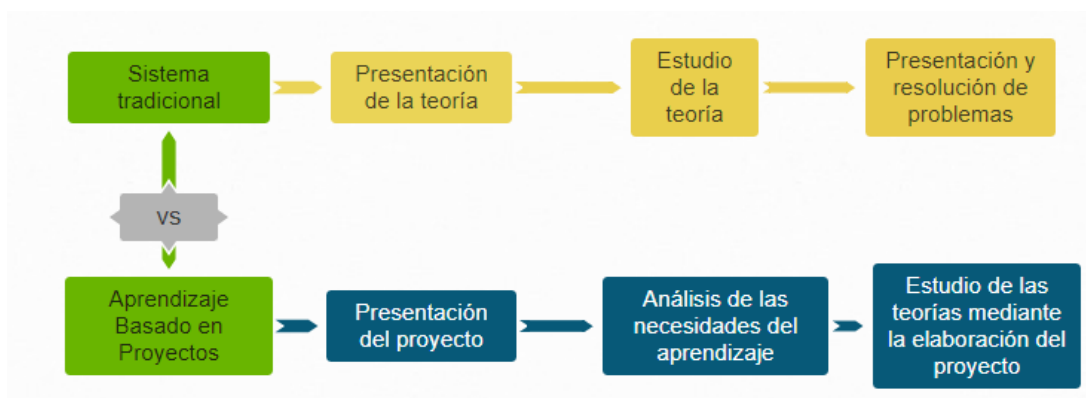 Sistema
tradicional
Presentación
de la teoría
Estudio
de la
teoría
Presentación y
resolución de
problemas
vs
Aprendizaje
Basado en
Proyectos
Presentación
del proyecto
Análisis de las
necesidades del
aprendizaje
Estudio de las
teorías mediante
la elaboración del
proyecto